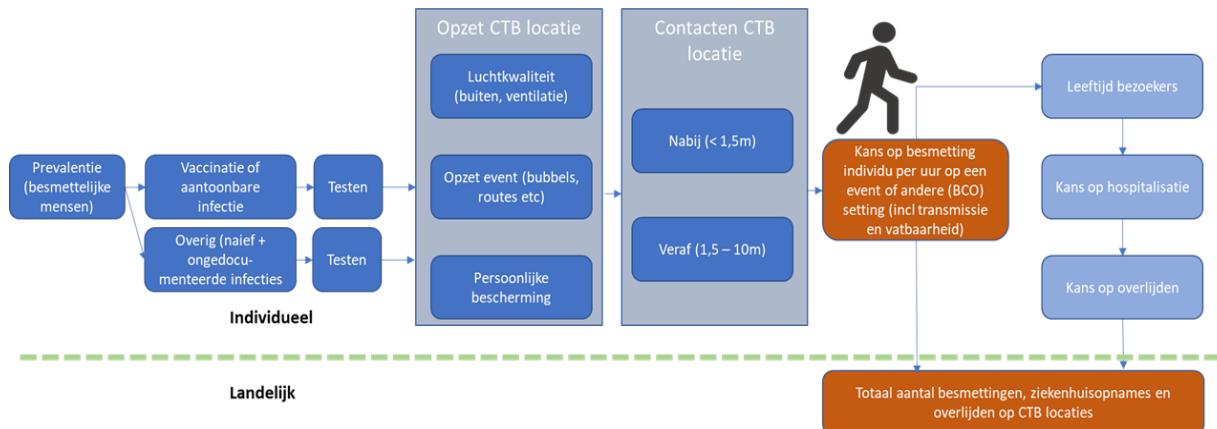 Opzet CTB locatie
Luchtkwaliteit
(buiten, ventilatie)
Opzet event (bubbels,
routes etc)
Persoonlijke
bescherming
Contacten CTB
locatie
Nabij (< 1,5m)
Veraf (1,5 – 10m)
Prevalentie
(besmettelijke
mensen)
Vaccinatie of
aantoonbare
infectie
Testen
Overig (naief +
ongedocu-
menteerde infecties
Testen
Individueel
Kans op besmetting
individu per uur op een
event of andere (BCO)
setting (incl transmissie
en vatbaarheid)
Leeftijd bezoekers
Kans op hospitalisatie
Kans op overlijden
Landelijk
Totaal aantal besmettingen, ziekenhuisopnames en
overlijden op CTB locaties